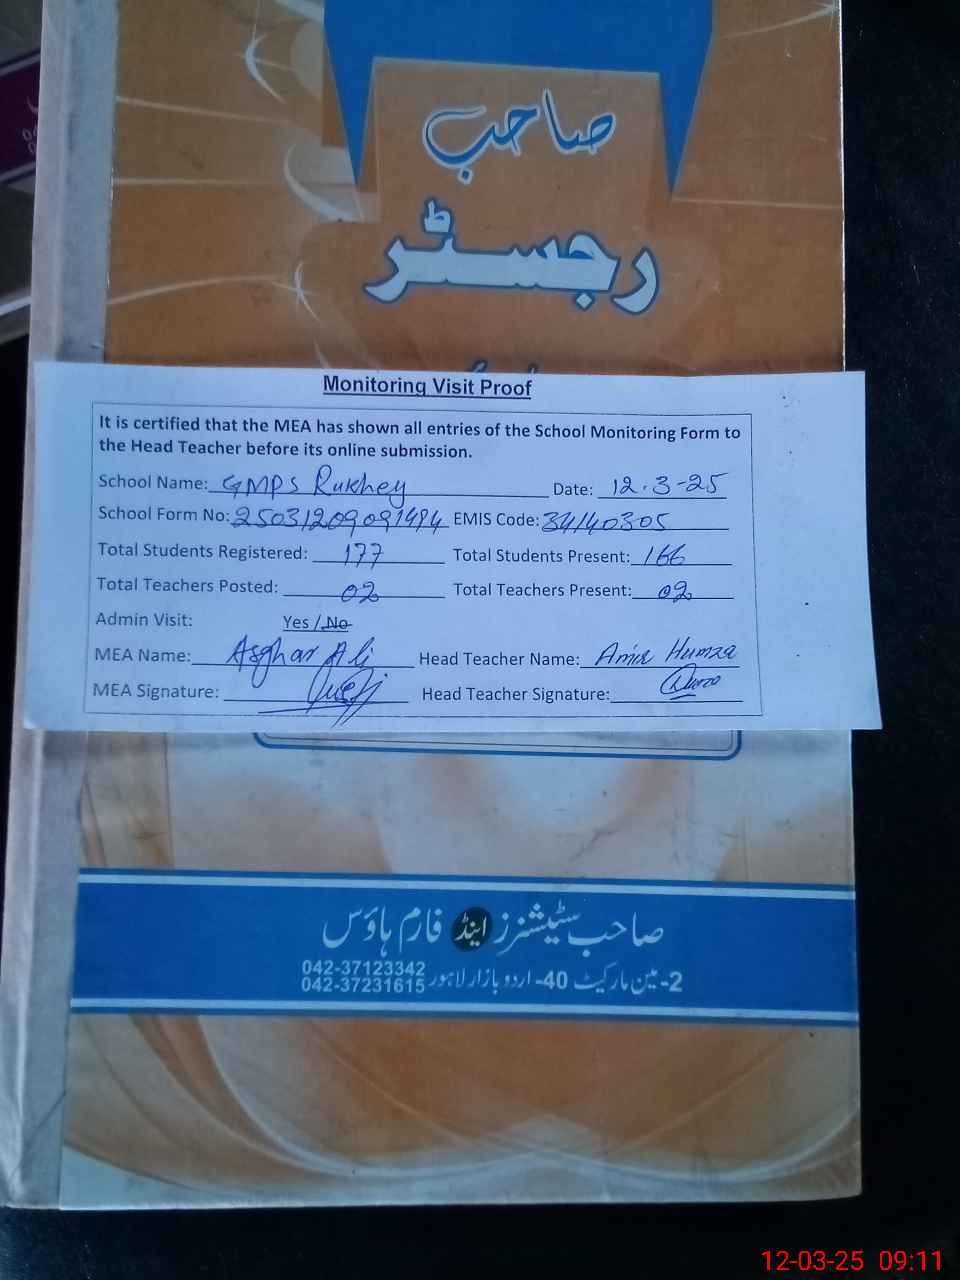 صاحب
رجسٹر
Monitoring Visit Proof
It is certified that the MEA has shown all entries of the School Monitoring Form to
the Head Teacher before its online submission.
School Name: GMPS Rukhey Date: 12.3-25
School Form No: 25031209091494 EMIS Code: 34140305
Total Students Registered: 177 Total Students Present: 166
Total Teachers Posted: 02 Total Teachers Present: 02
Admin Visit: Yes / No
MEA Name: Asghar Ali Head Teacher Name: Amir Humza
MEA Signature: Head Teacher Signature:
صاحب سٹیشنرز اینڈ فارم ہاؤس
2-مین مارکیٹ 40-اردو بازار لاہور 042-37123342
042-37231615
12-03-25 09:11